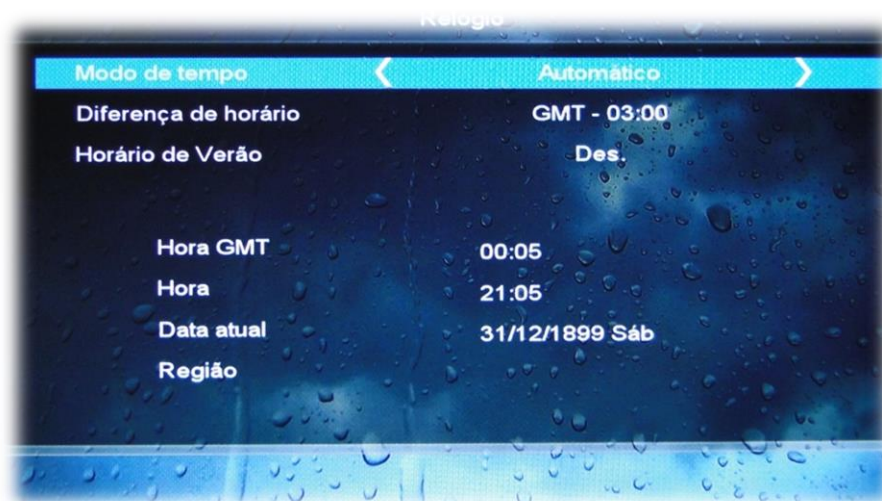 Relógio
Modo de tempo Automático
Diferença de horário GMT - 03:00
Horário de Verão Des.
Hora GMT 00:05
Hora 21:05
Data atual 31/12/1899 Sáb
Região